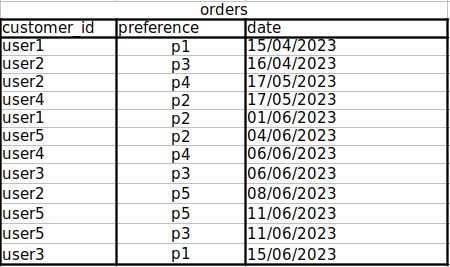 orders
customer_id preference date
user1 p1 15/04/2023
user2 p3 16/04/2023
user2 p4 17/05/2023
user4 p2 17/05/2023
user1 p2 01/06/2023
user5 p2 04/06/2023
user4 p4 06/06/2023
user3 p3 06/06/2023
user2 p5 08/06/2023
user5 p5 11/06/2023
user5 p3 11/06/2023
user3 p1 15/06/2023